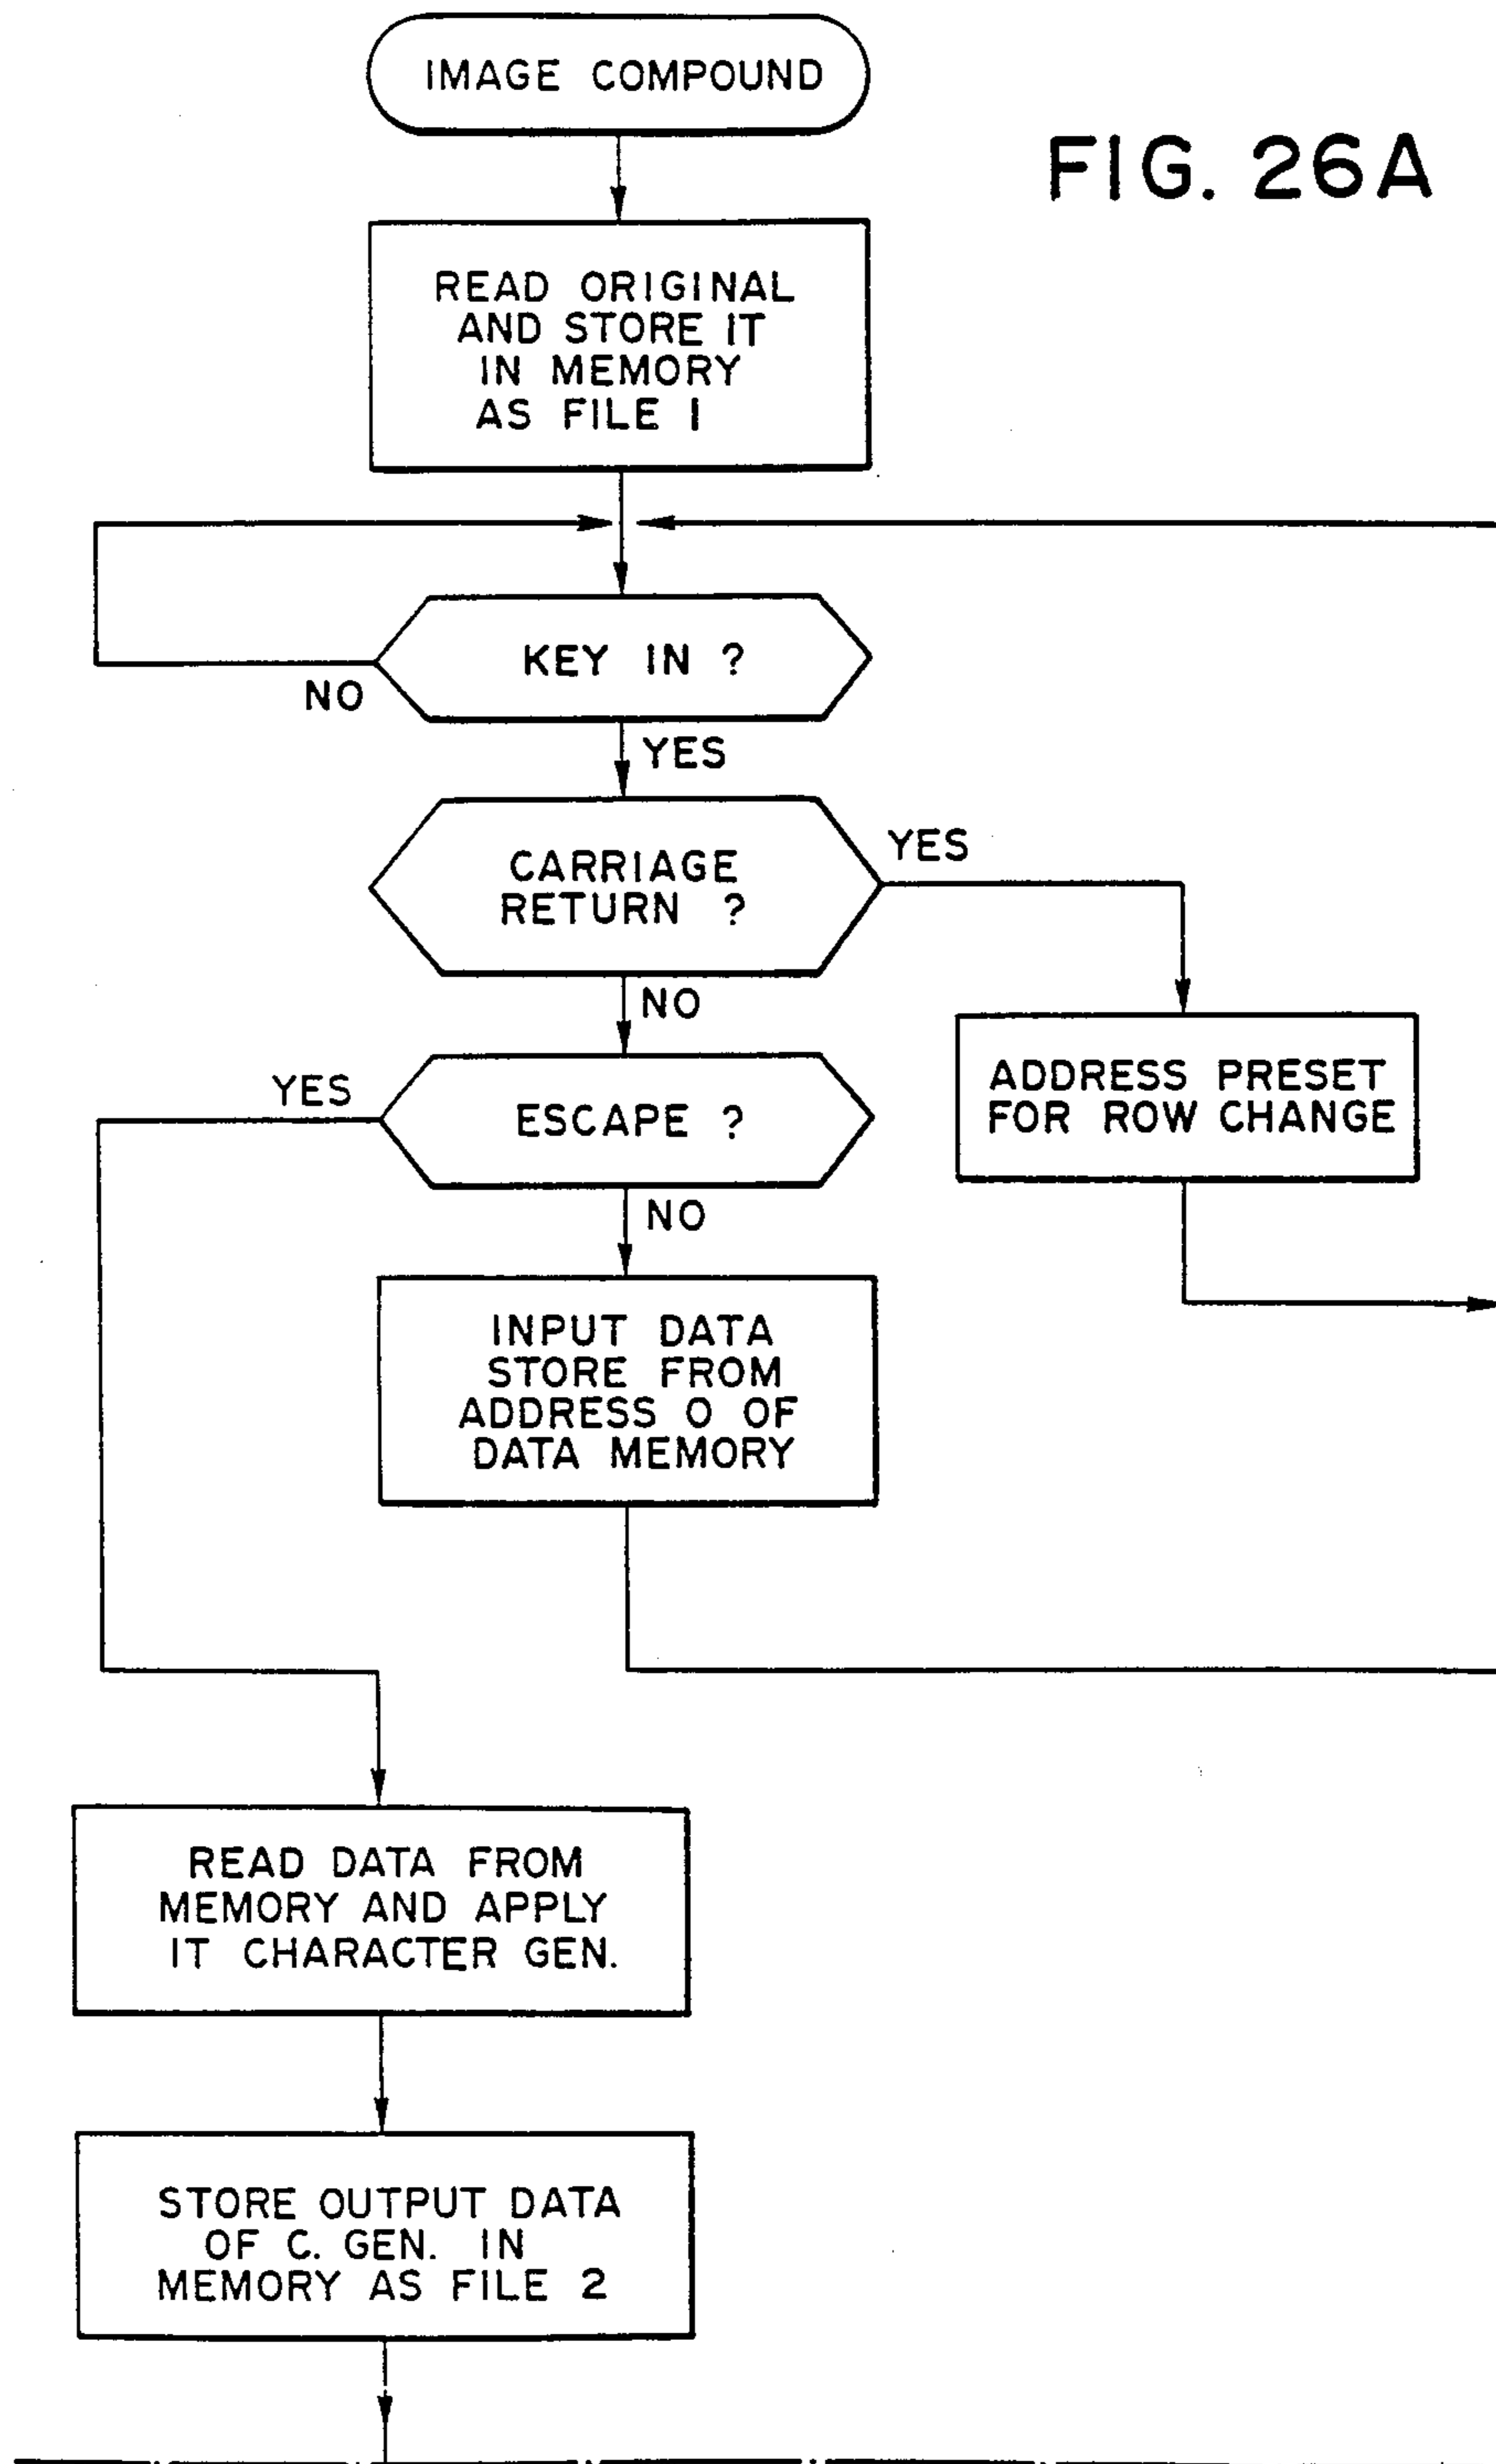 IMAGE COMPOUND
FIG. 26A
READ ORIGINAL
AND STORE IT
IN MEMORY
AS FILE 1
KEY IN ?
NO
YES
CARRIAGE
RETURN ?
YES
NO
ADDRESS PRESET
FOR ROW CHANGE
ESCAPE ?
YES
NO
INPUT DATA
STORE FROM
ADDRESS 0 OF
DATA MEMORY
READ DATA FROM
MEMORY AND APPLY
IT CHARACTER GEN.
STORE OUTPUT DATA
OF C. GEN. IN
MEMORY AS FILE 2